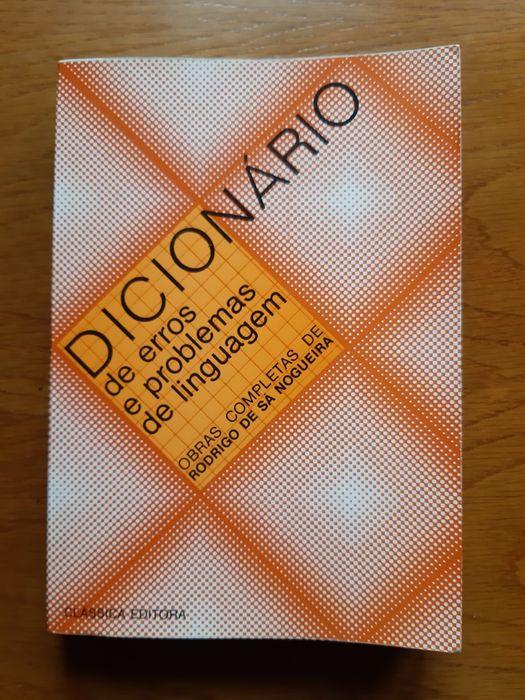 DICIONÁRIO
de erros
e problemas
de linguagem
OBRAS COMPLETAS DE
RODRIGO DE SÁ NOGUEIRA
CLÁSSICA EDITORA